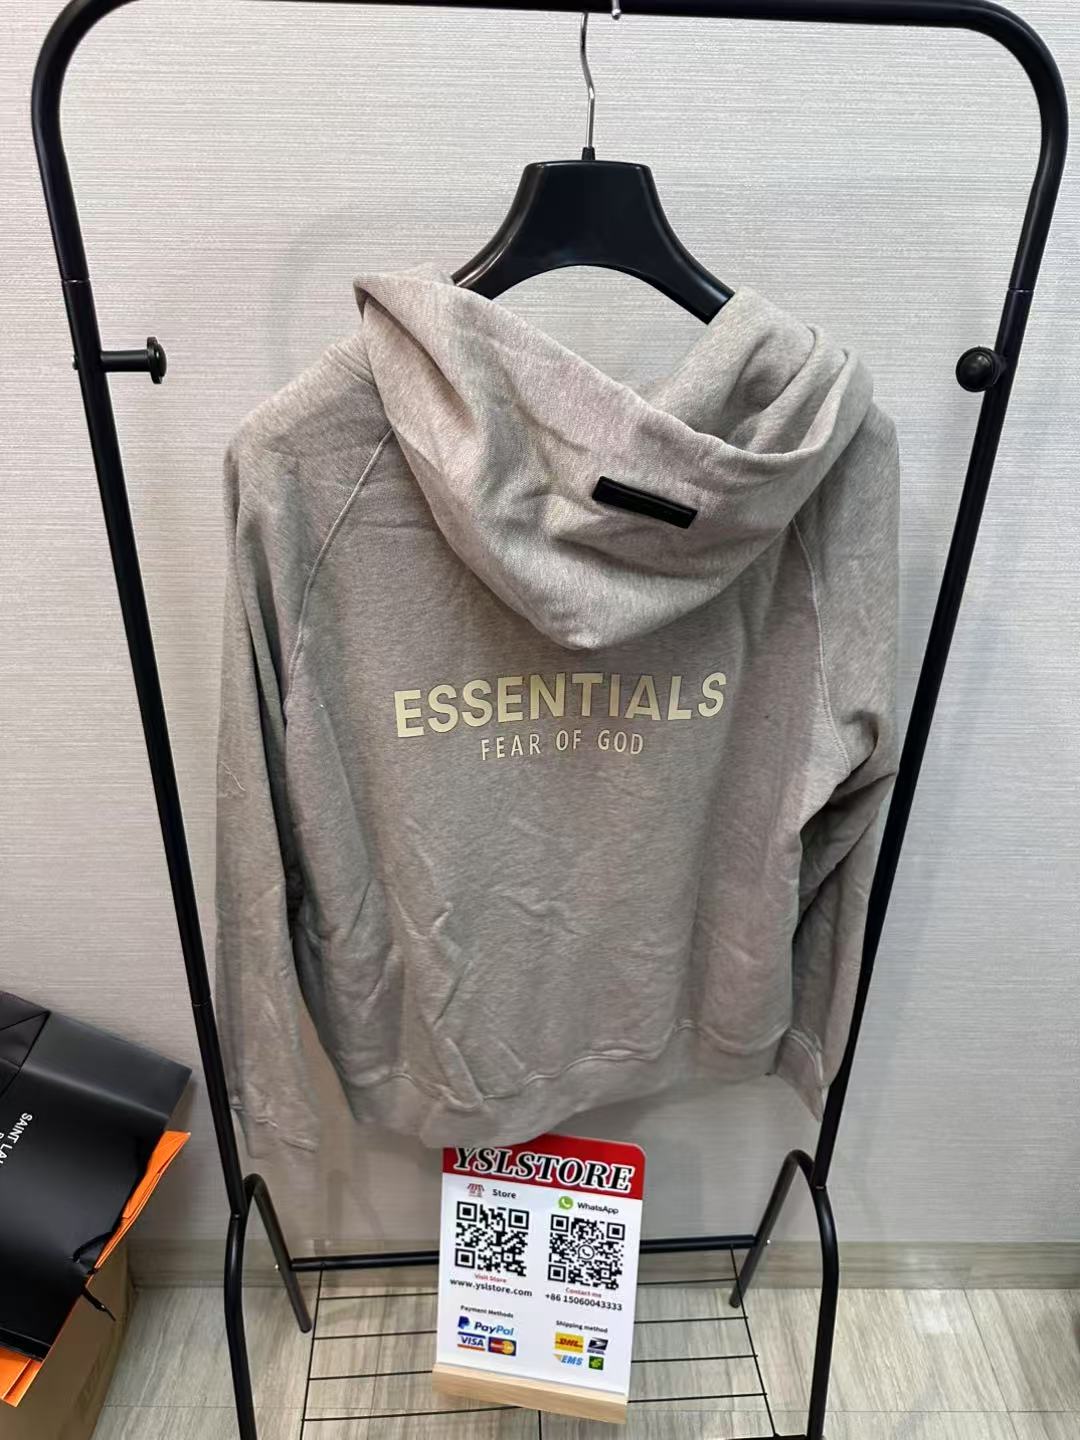 ESSENTIALS
FEAR OF GOD
SAINT
YSLSTORE
Store
WhatsApp
Visit Store
www.yslstore.com
Contact me
+86 15060043333
Payment Methods
PayPal
VISA
Shipping method
DHL
EMS